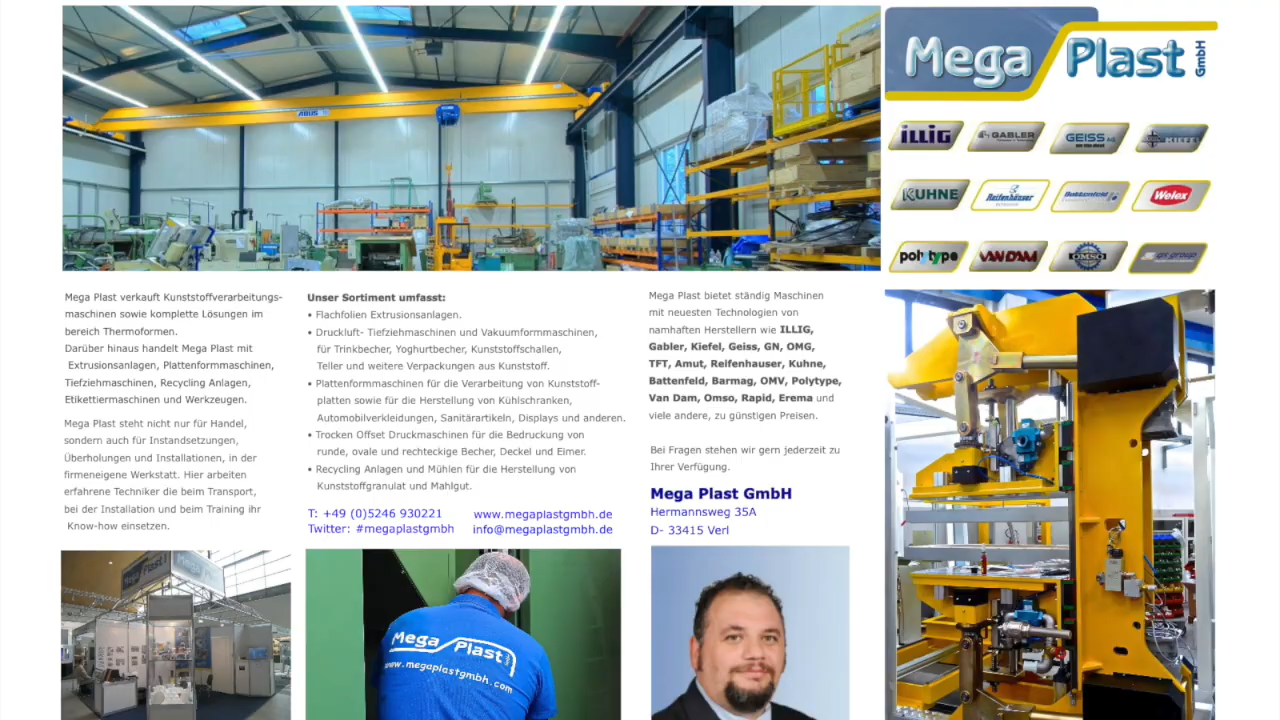 ABUS
Mega Plast GmbH
ILLIG
GABLER
GEISS AG
KIEFEL
KUHNE
Reifenhäuser
Battenfeld
Welex
polytype
VAN DAM
OMSO
Mega Plast verkauft Kunststoffverarbeitungs-
maschinen sowie komplette Lösungen im
bereich Thermoformen.
Darüber hinaus handelt Mega Plast mit
Extrusionsanlagen, Plattenformmaschinen,
Tiefziehmaschinen, Recycling Anlagen,
Etikettiermaschinen und Werkzeugen.
Mega Plast steht nicht nur für Handel,
sondern auch für Instandsetzungen,
Überholungen und Installationen, in der
firmeneigene Werkstatt. Hier arbeiten
erfahrene Techniker die beim Transport,
bei der Installation und beim Training ihr
Know-how einsetzen.
Unser Sortiment umfasst:
• Flachfolien Extrusionsanlagen.
• Druckluft- Tiefziehmaschinen und Vakuumformmaschinen,
für Trinkbecher, Yoghurtbecher, Kunststoffschallen,
Teller und weitere Verpackungen aus Kunststoff.
• Plattenformmaschinen für die Verarbeitung von Kunststoff-
platten sowie für die Herstellung von Kühlschranken,
Automobilverkleidungen, Sanitärartikeln, Displays und anderen.
• Trocken Offset Druckmaschinen für die Bedruckung von
runde, ovale und rechteckige Becher, Deckel und Eimer.
• Recycling Anlagen und Mühlen für die Herstellung von
Kunststoffgranulat und Mahlgut.
T: +49 (0)5246 930221 www.megaplastgmbh.de
Twitter: #megaplastgmbh info@megaplastgmbh.de
Mega Plast bietet ständig Maschinen
mit neuesten Technologien von
namhaften Herstellern wie ILLIG,
Gabler, Kiefel, Geiss, GN, OMG,
TFT, Amut, Reifenhauser, Kuhne,
Battenfeld, Barmag, OMV, Polytype,
Van Dam, Omso, Rapid, Erema und
viele andere, zu günstigen Preisen.
Bei Fragen stehen wir gern jederzeit zu
Ihrer Verfügung.
Mega Plast GmbH
Hermannsweg 35A
D- 33415 Verl
Mega Plast
Mega Plast
www.megaplastgmbh.com